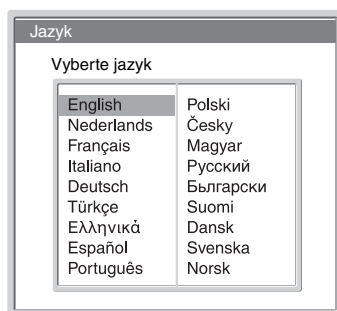 Jazyk
Vyberte jazyk
English
Nederlands
Français
Italiano
Deutsch
Türkçe
Ελληνικά
Español
Português
Polski
Česky
Magyar
Русский
Бьлгарски
Suomi
Dansk
Svenska
Norsk